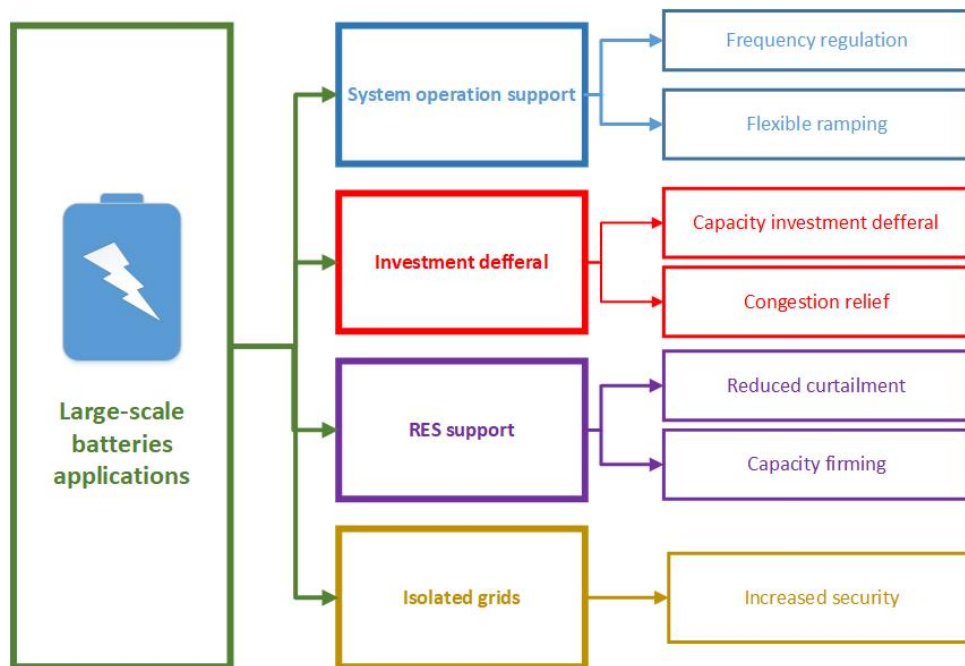 Large-scale
batteries
applications
System operation support
Frequency regulation
Flexible ramping
Investment defferal
Capacity investment defferal
Congestion relief
RES support
Reduced curtailment
Capacity firming
Isolated grids
Increased security